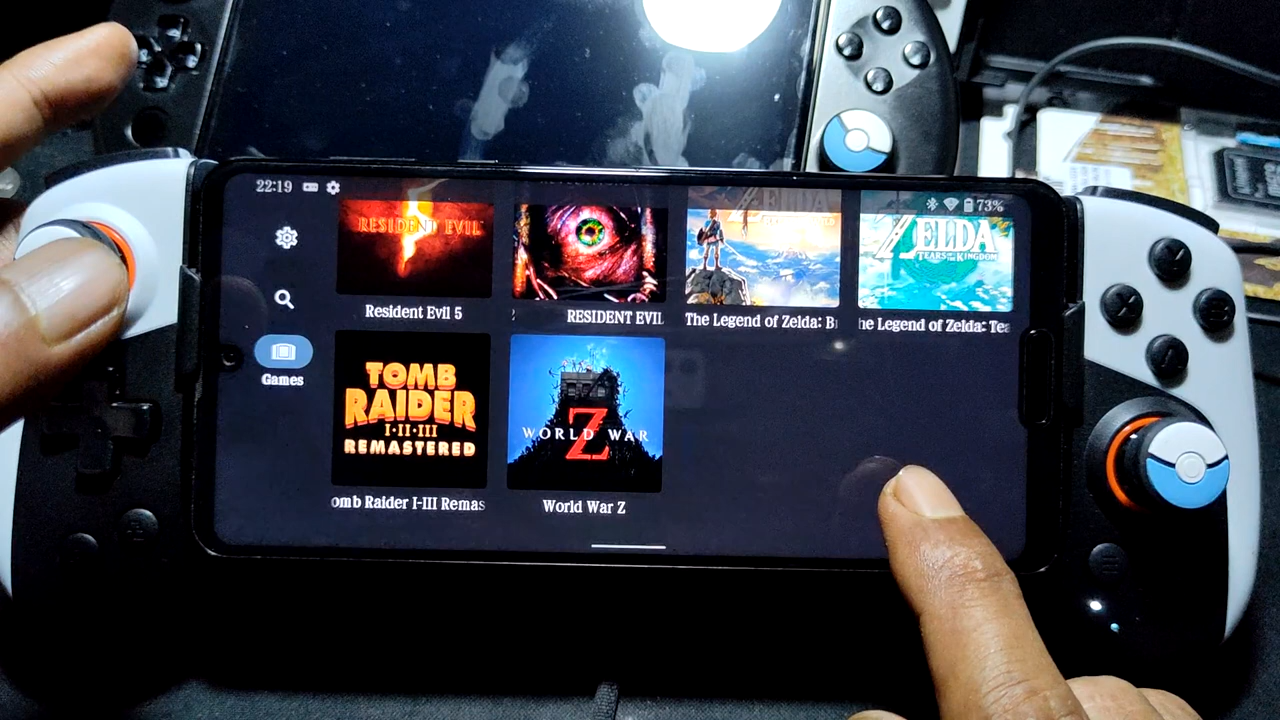 22:19
73%
RESIDENT EVIL
ZELDA
TEARS OF THE KINGDOM
Resident Evil 5
RESIDENT EVIL
The Legend of Zelda: B
he Legend of Zelda: Tea
Games
TOMB
RAIDER
I·II·III
REMASTERED
WORLD WAR
Z
omb Raider I-III Remas
World War Z